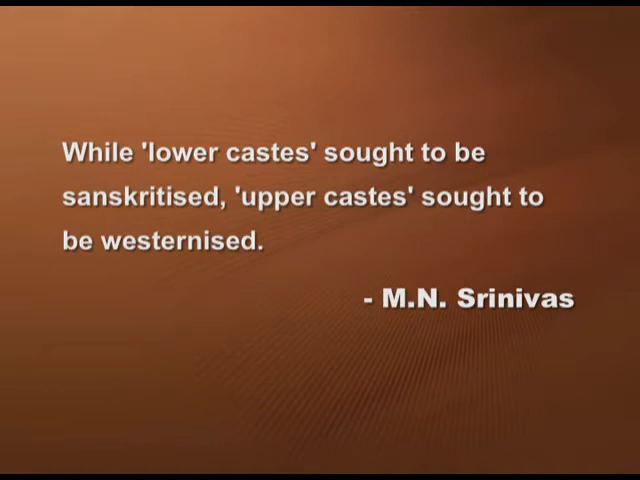 While 'lower castes' sought to be
sanskritised, 'upper castes' sought to
be westernised.
- M.N. Srinivas